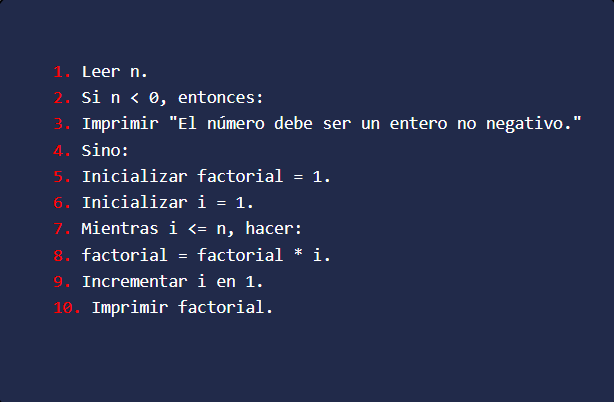 1. Leer n.
2. Si n < 0, entonces:
3. Imprimir "El número debe ser un entero no negativo."
4. Sino:
5. Inicializar factorial = 1.
6. Inicializar i = 1.
7. Mientras i <= n, hacer:
8. factorial = factorial * i.
9. Incrementar i en 1.
10. Imprimir factorial.